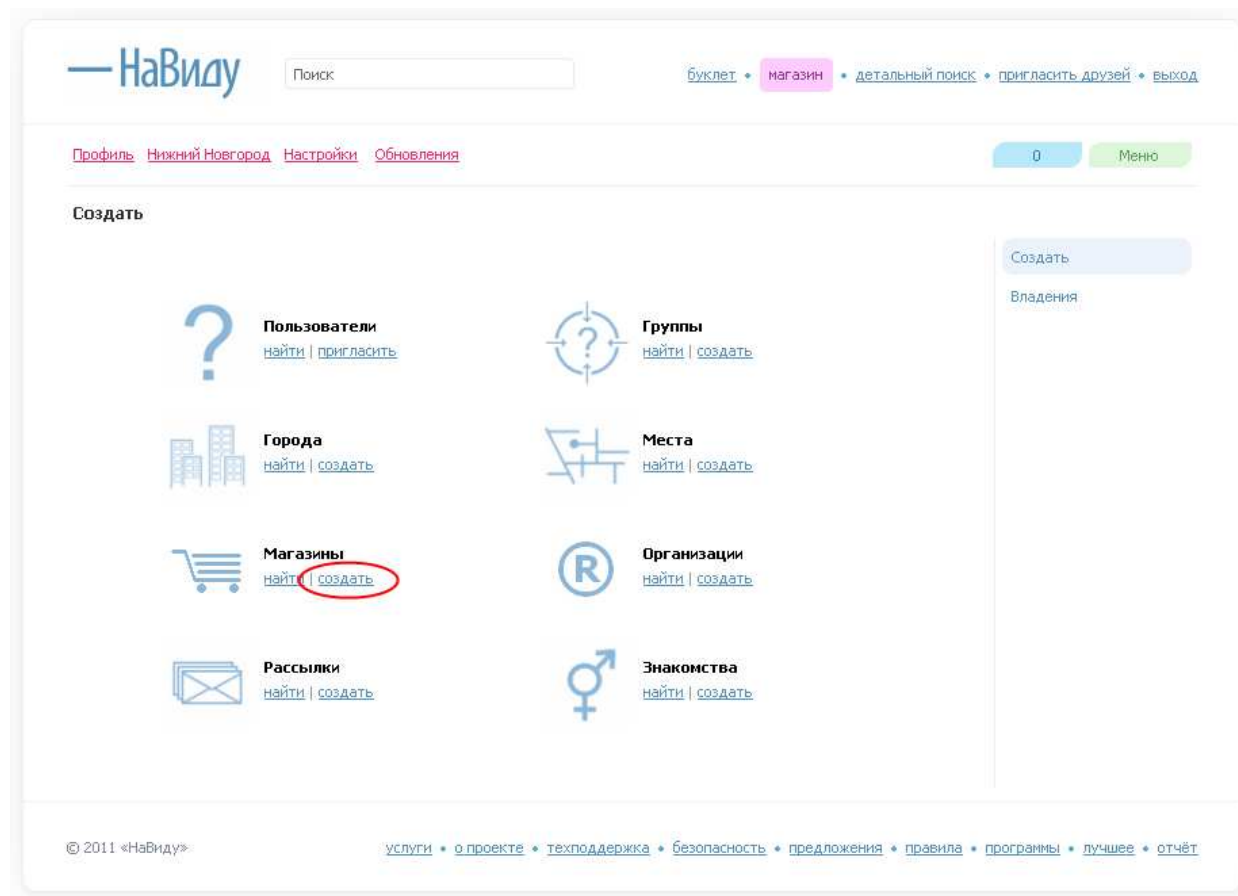 — НаВиду
Поиск
буклет • магазин • детальный поиск • пригласить друзей • выход
Профиль Нижний Новгород Настройки Обновления
0 Меню
Создать
Создать
Владения
Пользователи
найти | пригласить
Группы
найти | создать
Города
найти | создать
Места
найти | создать
Магазины
найти | создать
Организации
найти | создать
Рассылки
найти | создать
Знакомства
найти | создать
© 2011 «НаВиду»
услуги • о проекте • техподдержка • безопасность • предложения • правила • программы • лучшее • отчёт